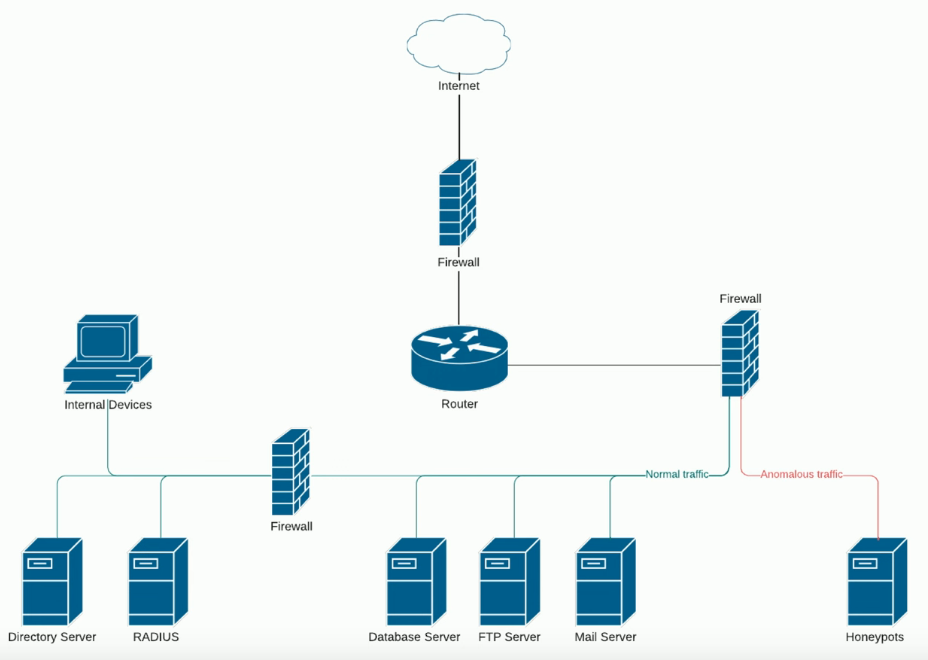 Internet
Firewall
Firewall
Internal Devices
Router
Normal traffic
Anomalous traffic
Firewall
Directory Server
RADIUS
Database Server
FTP Server
Mail Server
Honeypots